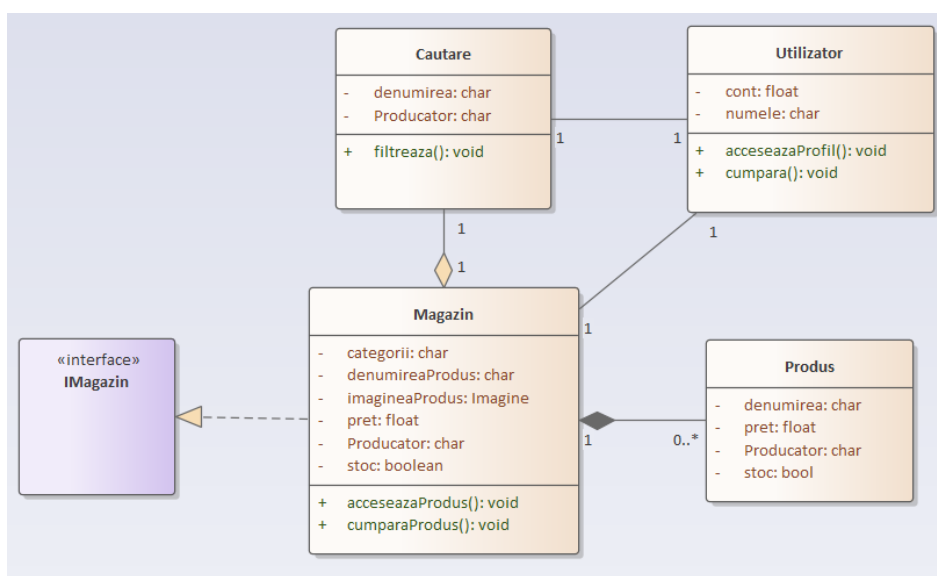 Cautare
- denumirea: char
- Producator: char
+ filtreaza(): void
Utilizator
- cont: float
- numele: char
+ acceseazaProfil(): void
+ cumpara(): void
1
1
1
1
1
1
Magazin
- categorii: char
- denumireaProdus: char
- imagineaProdus: Imagine
- pret: float
- Producator: char
- stoc: boolean
+ acceseazaProdus(): void
+ cumparaProdus(): void
«interface»
IMagazin
1
0..*
Produs
- denumirea: char
- pret: float
- Producator: char
- stoc: bool